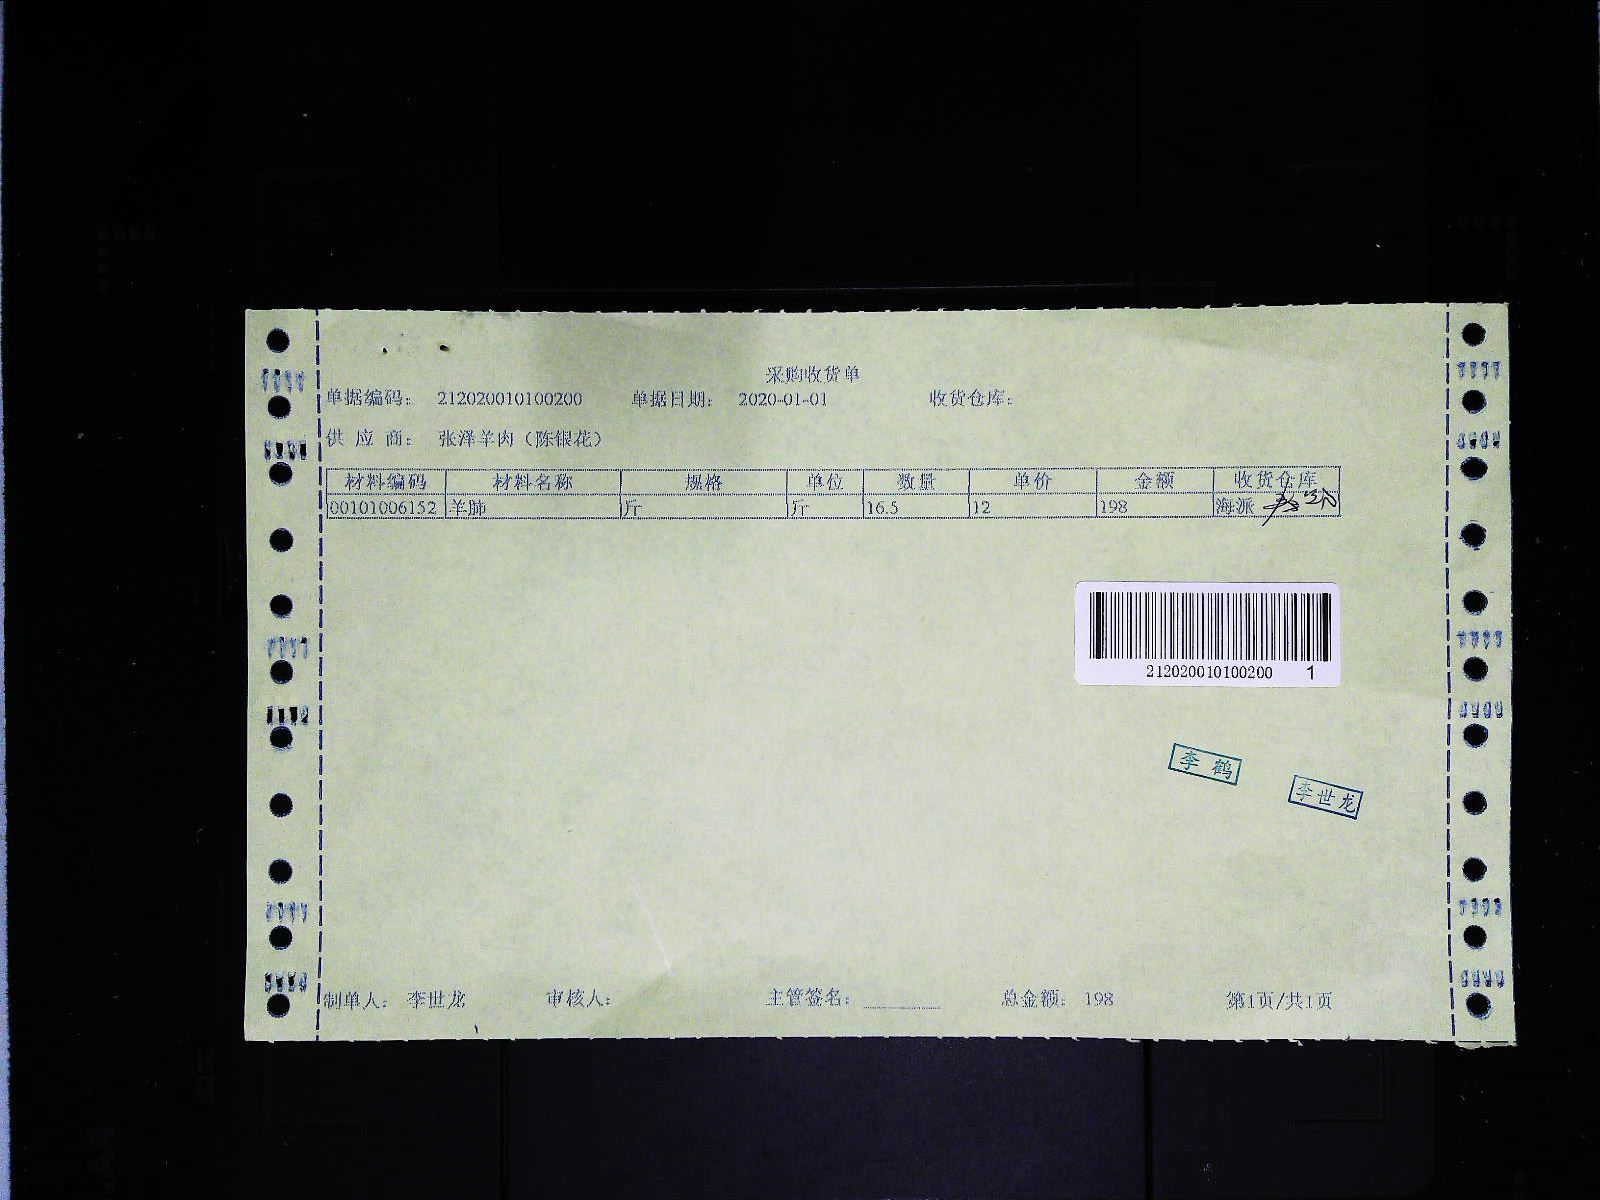 采购收货单
单据编码: 212020010100200 单据日期: 2020-01-01 收货仓库:
供 应 商: 张洋羊肉（陈银花）
材料编码 材料名称 规格 单位 数量 单价 金额 收货仓库
00101006152 羊肺 斤 斤 16.5 12 198 海派
212020010100200 1
李鹤
李世龙
制单人: 李世龙 审核人: 主管签名: 总金额: 198 第1页/共1页